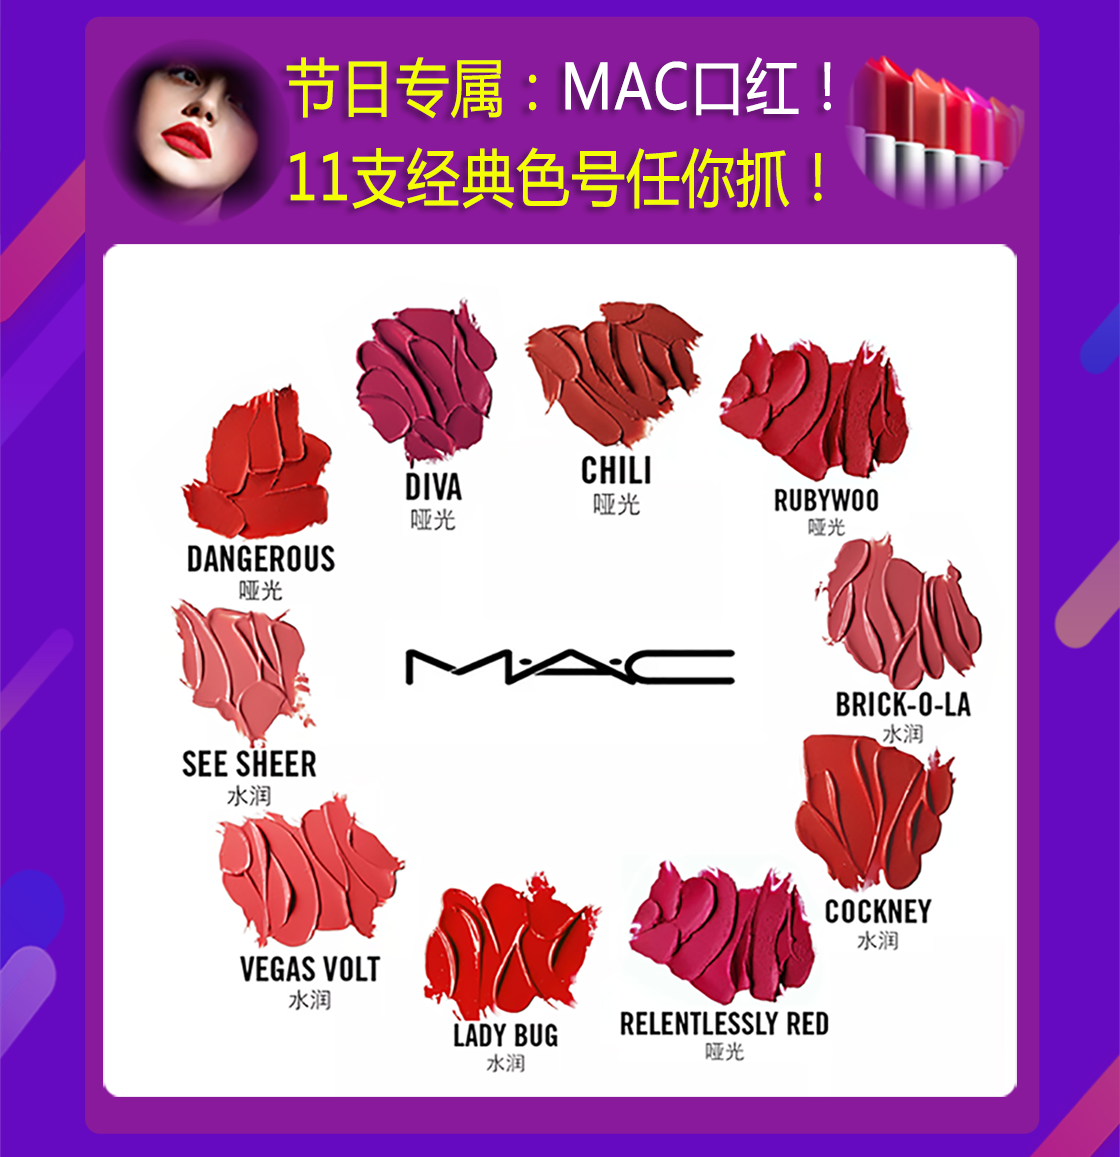 节日专属：MAC口红！
11支经典色号任你抓！
DIVA
哑光
CHILI
哑光
RUBYWOO
哑光
DANGEROUS
哑光
BRICK-O-LA
水润
SEE SHEER
水润
MAC
COCKNEY
水润
VEGAS VOLT
水润
LADY BUG
水润
RELENTLESSLY RED
哑光